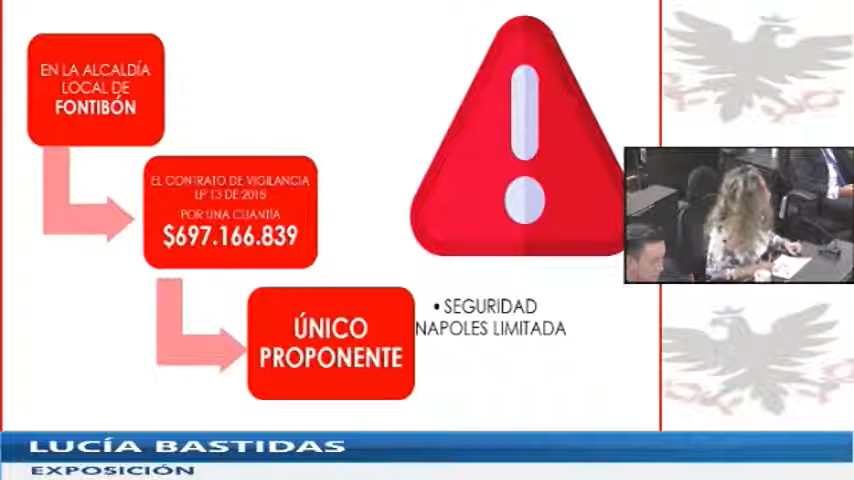 EN LA ALCALDÍA
LOCAL DE
FONTIBÓN
EL CONTRATO DE VIGILANCIA
LP 13 DE 2018
POR UNA CUANTÍA
$697.166.839
ÚNICO
PROPONENTE
•SEGURIDAD
NAPOLES LIMITADA
LUCÍA BASTIDAS
EXPOSICIÓN